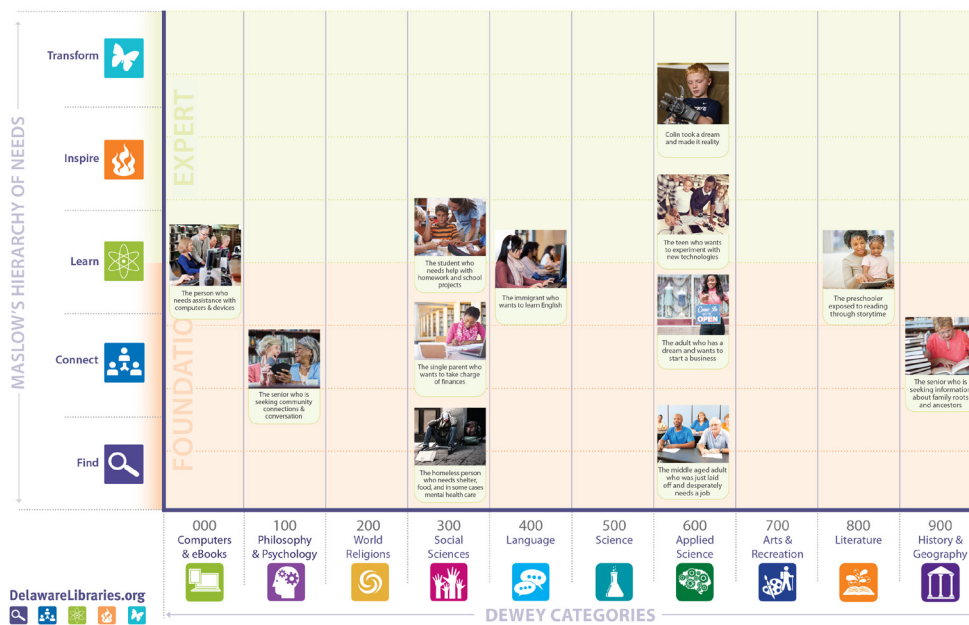 MASLOW'S HIERARCHY OF NEEDS
Transform
Inspire
Learn
Connect
Find
EXPERT
FOUNDATIO
Colin took a dream
and made it reality
The teen who wants
to experiment with
new technologies
The student who
needs help with
homework and school
projects
The person who
needs assistance with
computers & devices
The immigrant who
wants to learn English
The preschooler
exposed to reading
through storytime
OPEN
The adult who has a
dream and wants to
start a business
The single parent who
wants to take charge
of finances
The senior who is
seeking community
connections &
conversation
The senior who is
seeking information
about family roots
and ancestors
The homeless person
who needs shelter,
food, and in some cases
mental health care
The middle aged adult
who was just laid
off and desperately
needs a job
000
Computers
& eBooks
100
Philosophy
& Psychology
200
World
Religions
300
Social
Sciences
400
Language
500
Science
600
Applied
Science
700
Arts &
Recreation
800
Literature
900
History &
Geography
DelawareLibraries.org
DEWEY CATEGORIES